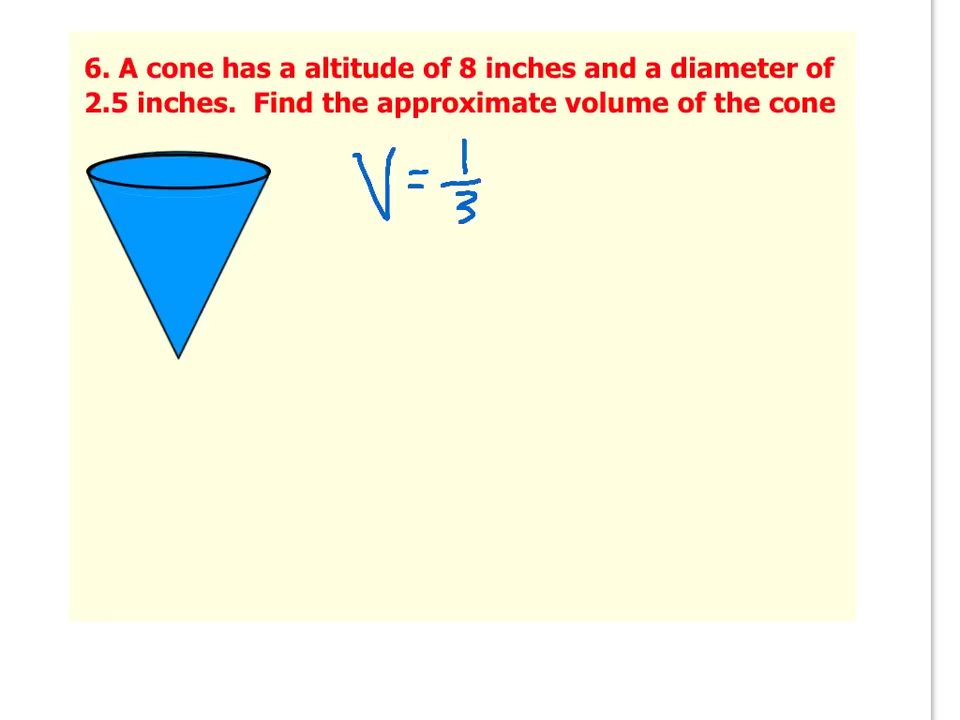 6. A cone has a altitude of 8 inches and a diameter of
2.5 inches.  Find the approximate volume of the cone
V = 1/3